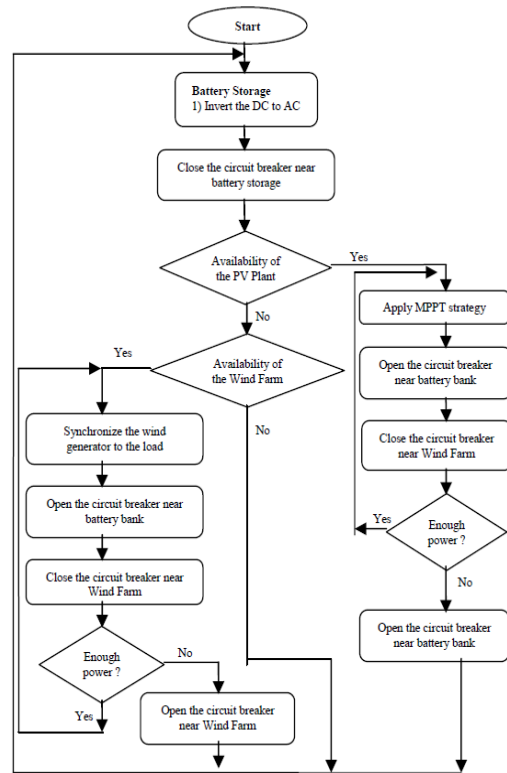 Start
Battery Storage
1) Invert the DC to AC
Close the circuit breaker near
battery storage
Availability of
the PV Plant
Yes
No
Apply MPPT strategy
Open the circuit breaker
near battery bank
Close the circuit breaker
near Wind Farm
Enough
power ?
Yes
No
Open the circuit breaker
near battery bank
Availability of
the Wind Farm
Yes
No
Synchronize the wind
generator to the load
Open the circuit breaker near
battery bank
Close the circuit breaker near
Wind Farm
Enough
power ?
No
Yes
Open the circuit breaker
near Wind Farm